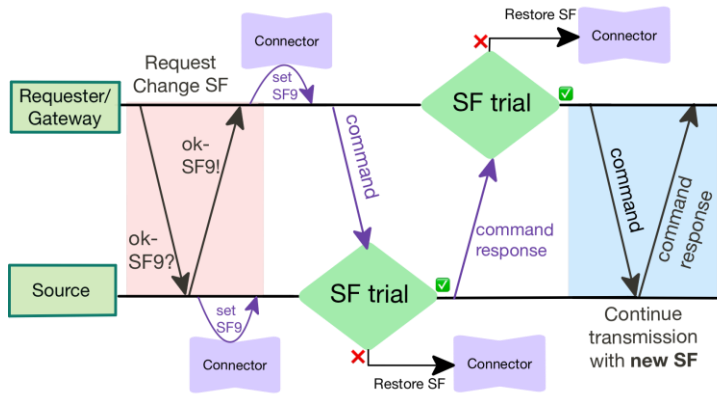 Restore SF
Connector
Connector
Request
Change SF
set
SF9
Requester/
Gateway
SF trial
ok-
SF9!
command
command
command
response
ok-
SF9?
command
response
Source
SF trial
set
SF9
Connector
Restore SF
Connector
Continue
transmission
with new SF